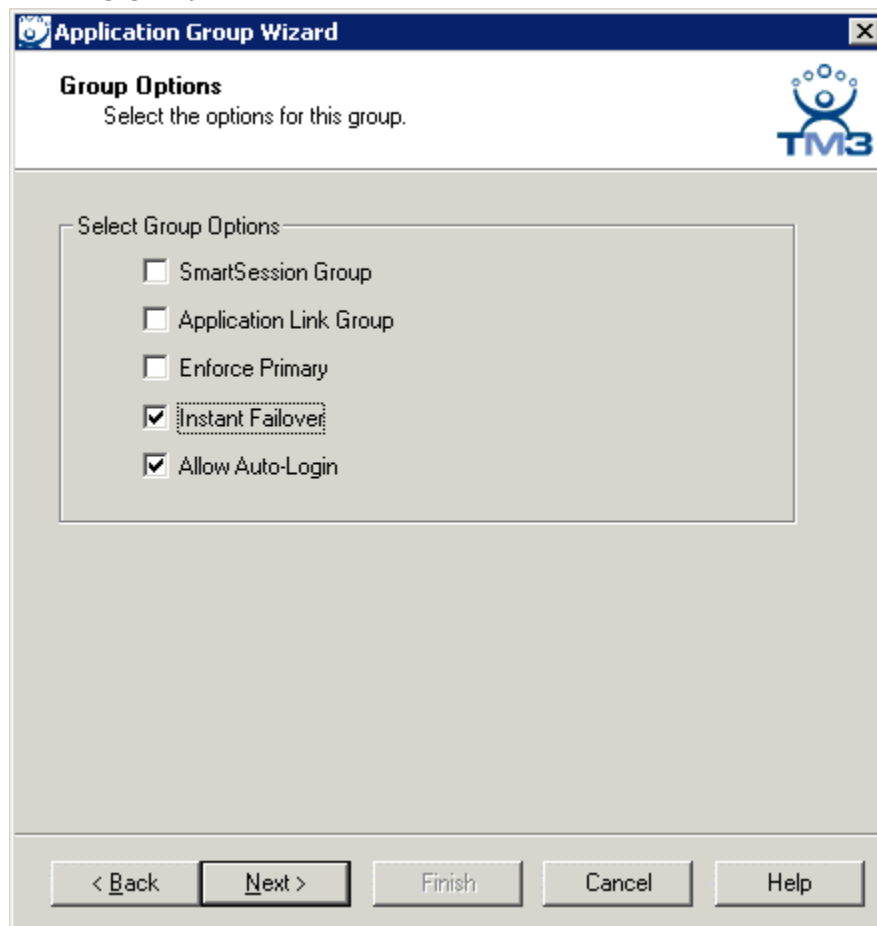 Application Group Wizard
Group Options
Select the options for this group.
TM3
Select Group Options
SmartSession Group
Application Link Group
Enforce Primary
Instant Failover
Allow Auto-Login
< Back
Next >
Finish
Cancel
Help